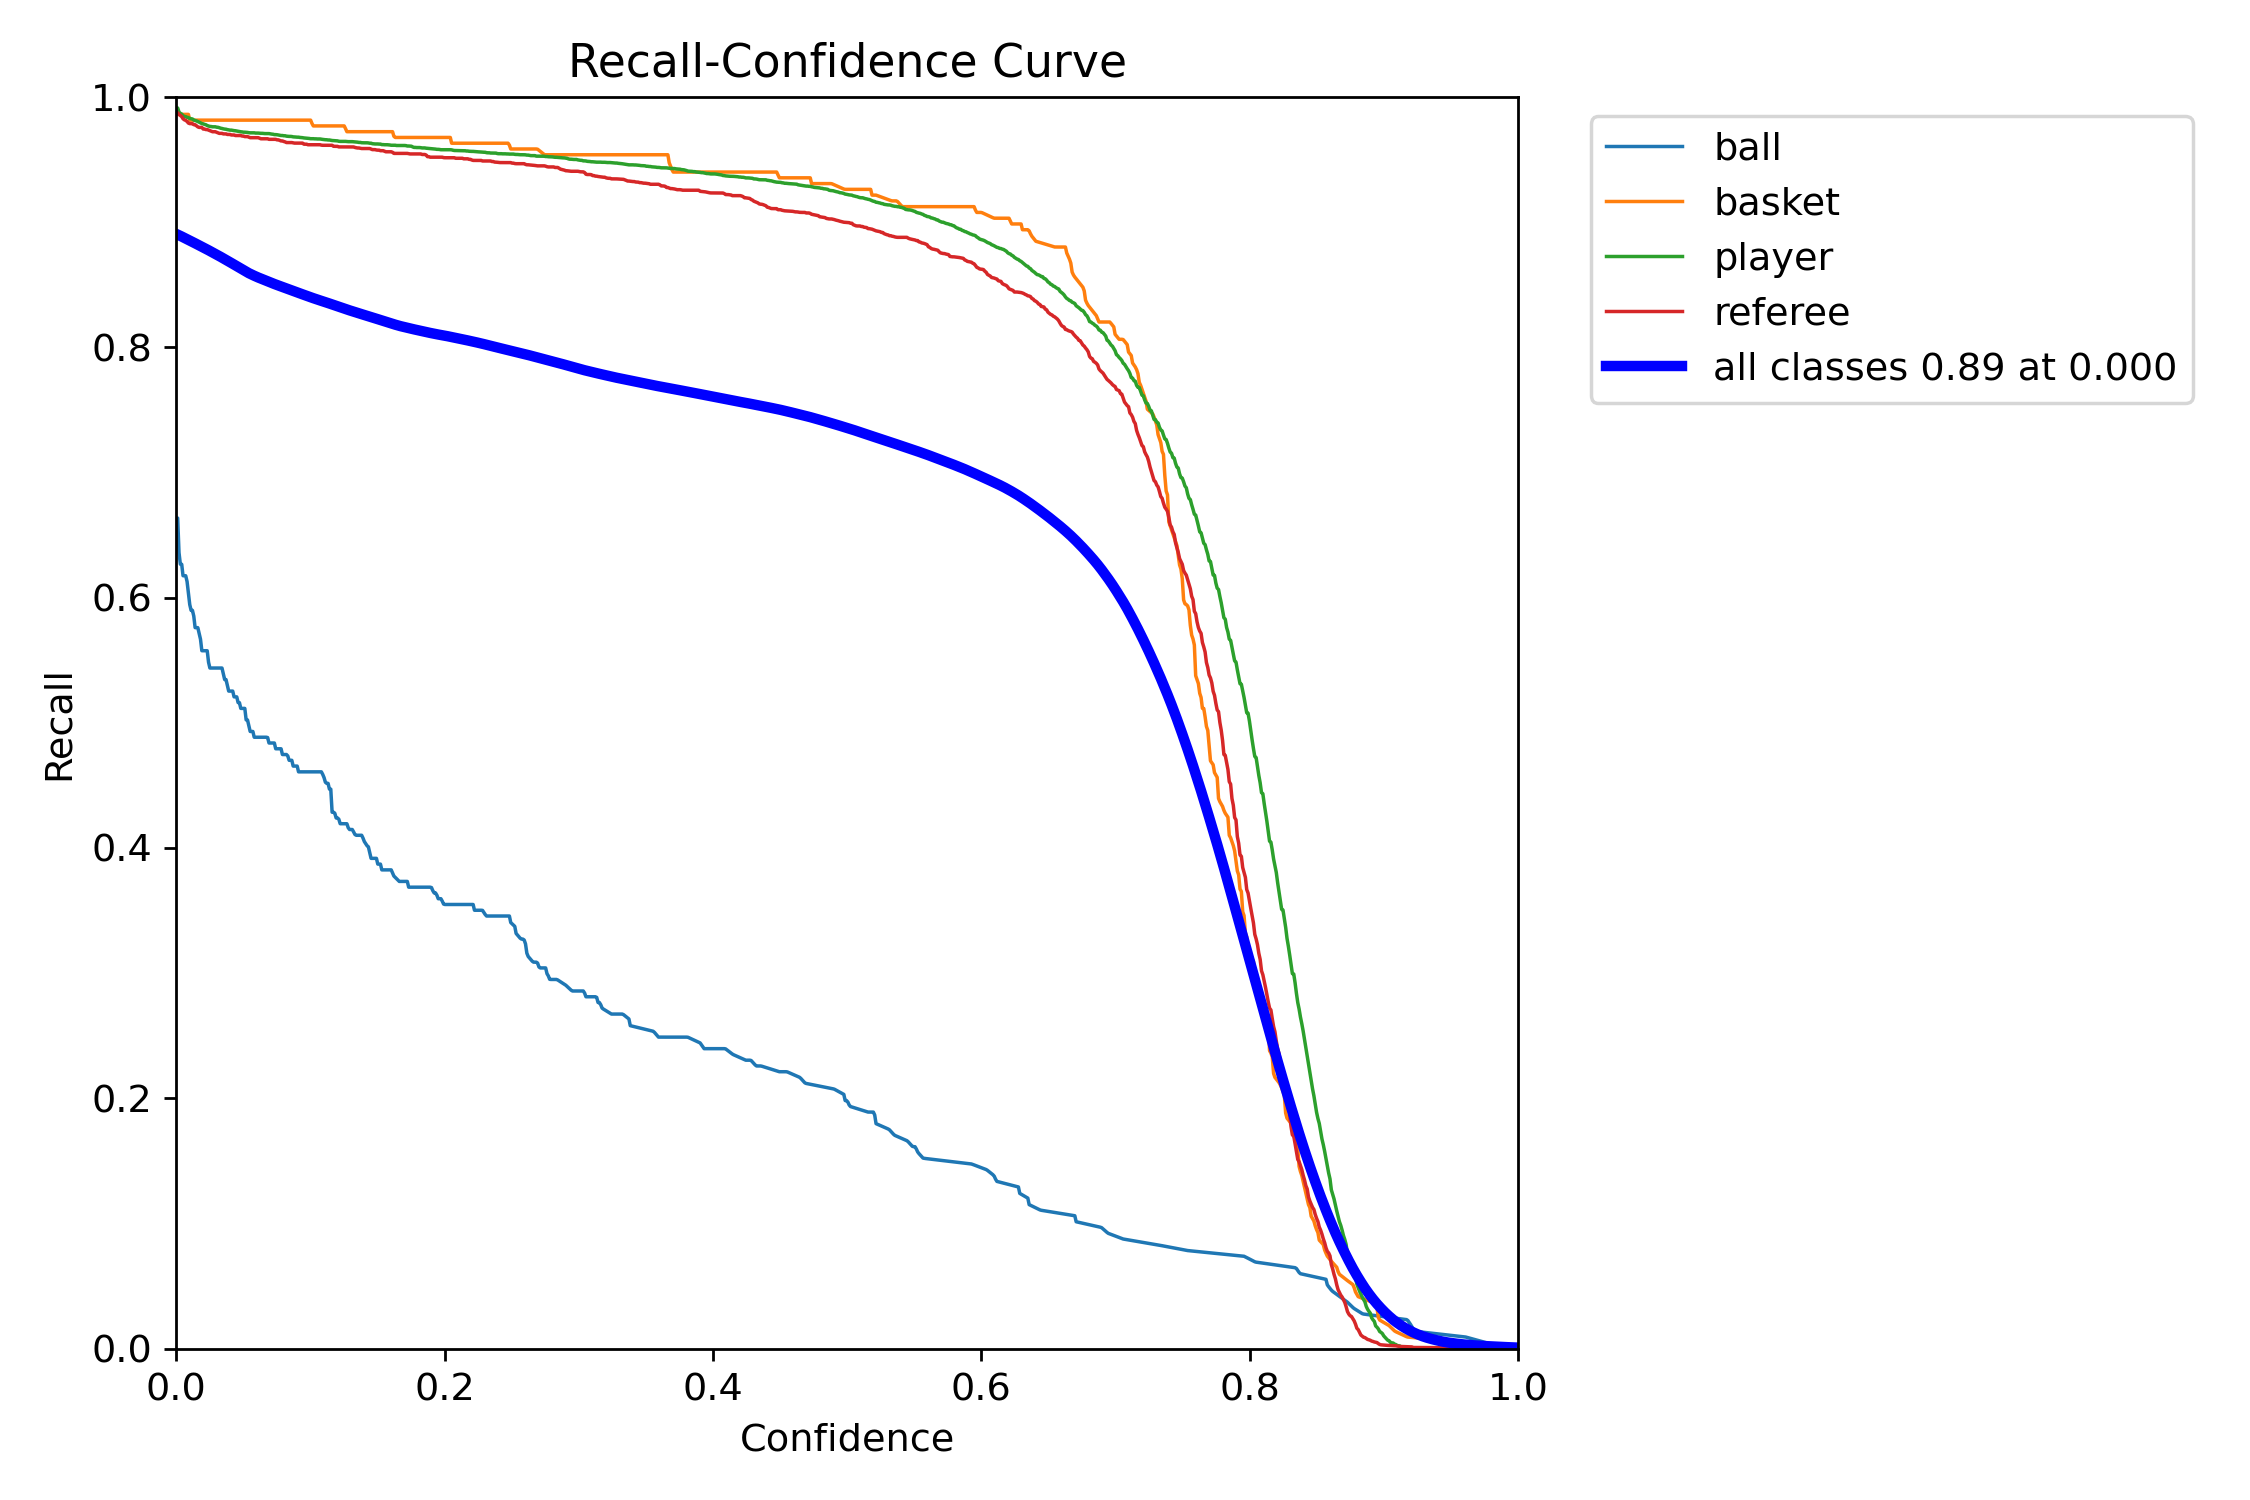 Recall-Confidence Curve
1.0
0.8
0.6
0.4
0.2
0.0
Recall
0.0 0.2 0.4 0.6 0.8 1.0
Confidence
ball
basket
player
referee
all classes 0.89 at 0.000